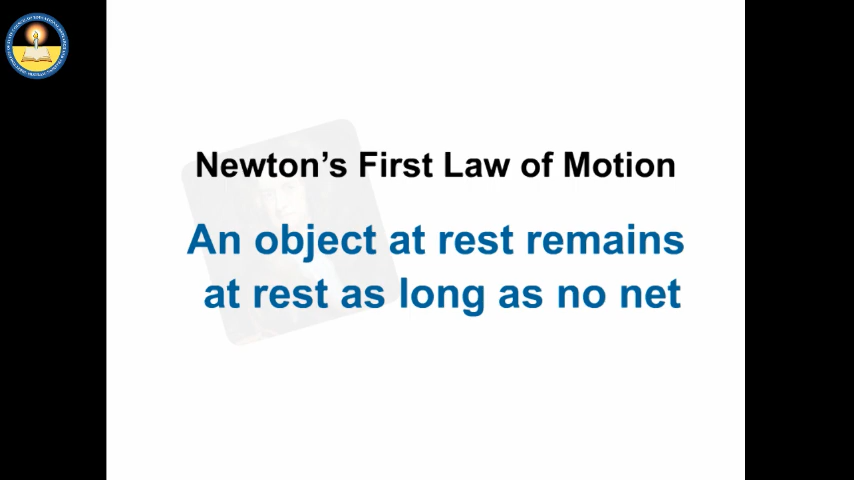 Newton's First Law of Motion
An object at rest remains
at rest as long as no net